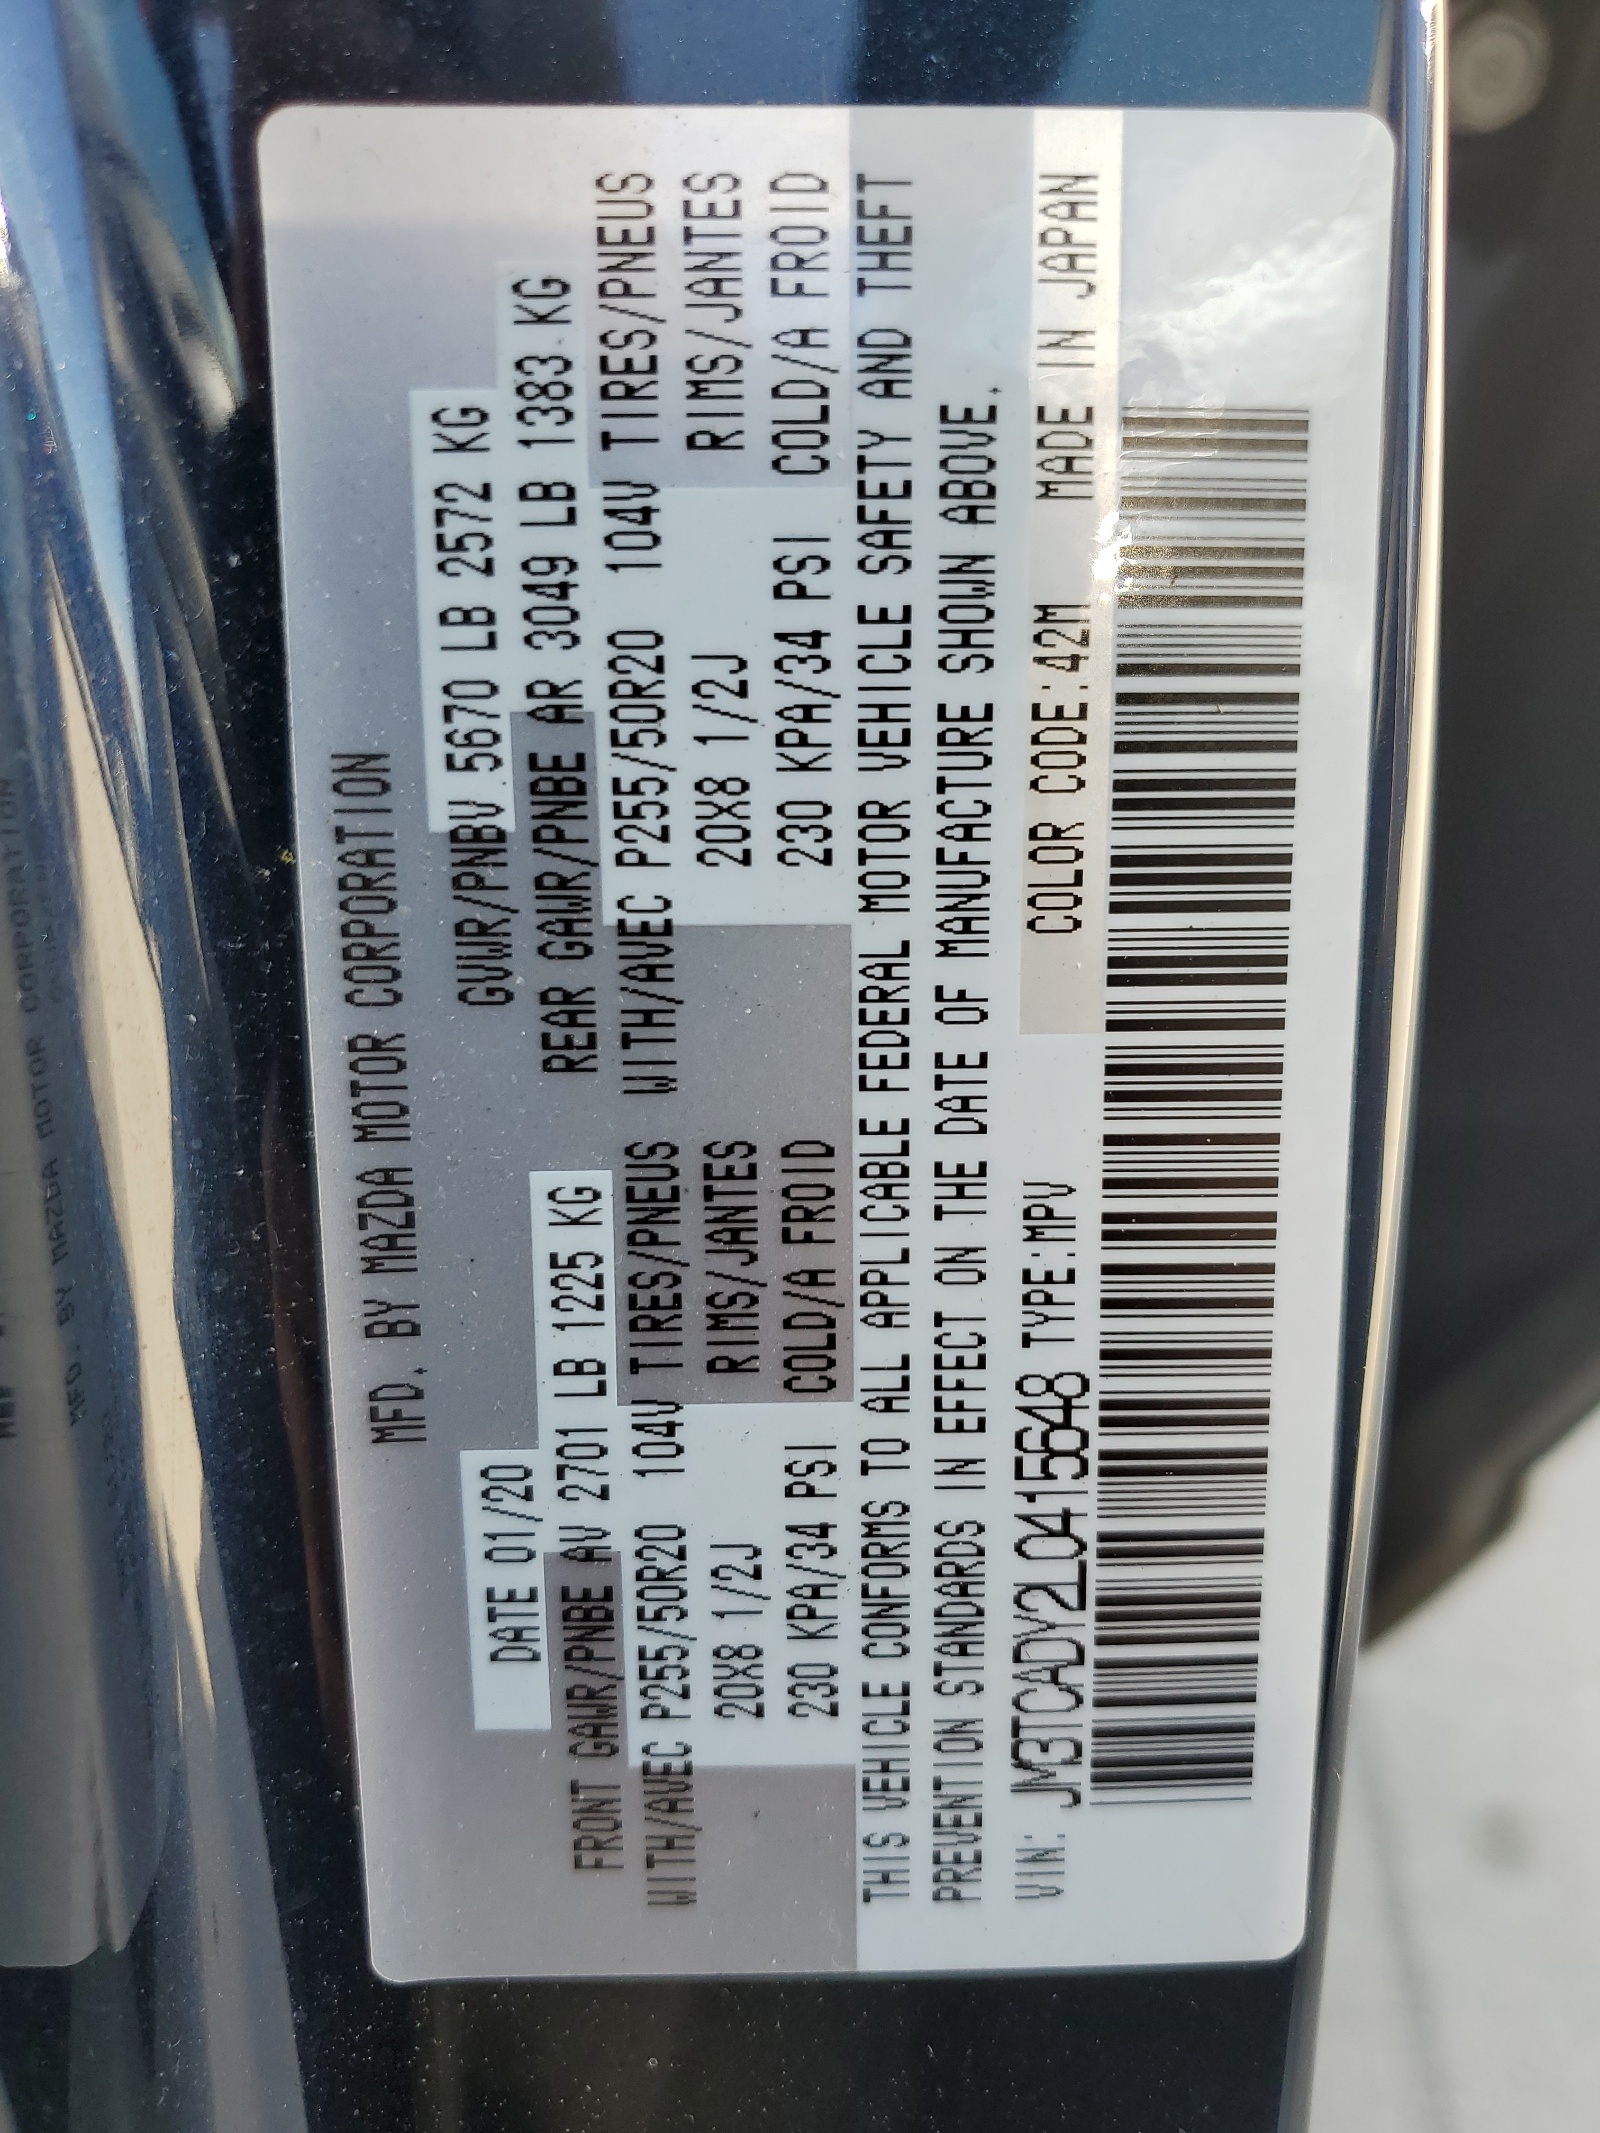 MFD. BY MAZDA MOTOR CORPORATION
DATE 01/20 GVWR/PNBV 5670 LB 2572 KG
FRONT GAWR/PNBE AV 2701 LB 1225 KG REAR GAWR/PNBE AR 3049 LB 1383 KG
WITH/AVEC P255/50R20 104V TIRES/PNEUS WITH/AVEC P255/50R20 104V TIRES/PNEUS
20X8 1/2J RIMS/JANTES 20X8 1/2J RIMS/JANTES
230 KPA/34 PSI COLD/A FROID 230 KPA/34 PSI COLD/A FROID
THIS VEHICLE CONFORMS TO ALL APPLICABLE FEDERAL MOTOR VEHICLE SAFETY AND THEFT
PREVENTION STANDARDS IN EFFECT ON THE DATE OF MANUFACTURE SHOWN ABOVE.
VIN: JM3TCADY2L0415648 TYPE:MPV COLOR CODE:42M MADE IN JAPAN
MFD. BY MAZDA MOTOR CORPORATION